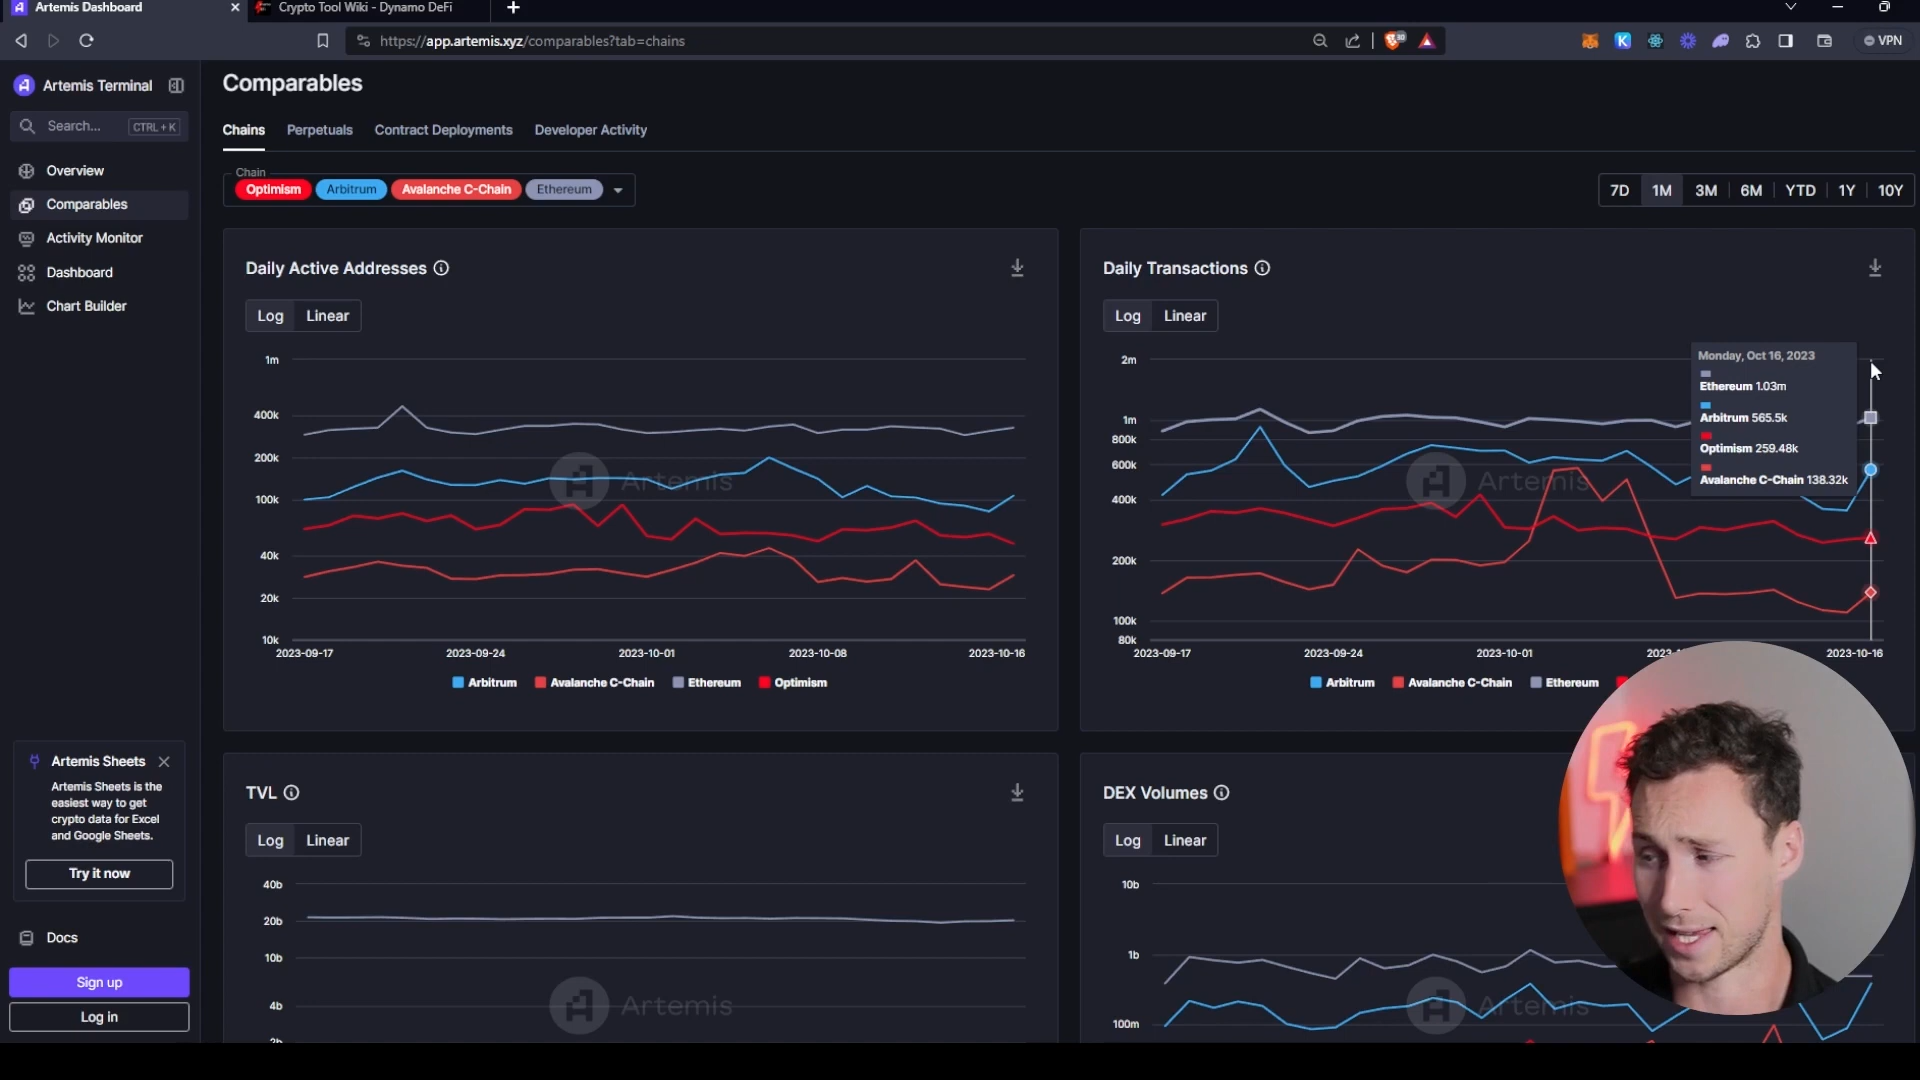 Artemis Dashboard
Crypto Tool Wiki - Dynamo DeFi
https://app.artemis.xyz/comparables?tab=chains
VPN
Artemis Terminal
Search...
CTRL+K
Overview
Comparables
Activity Monitor
Dashboard
Chart Builder
Artemis Sheets
Artemis Sheets is the
easiest way to get
crypto data for Excel
and Google Sheets.
Try it now
Docs
Sign up
Log in
Comparables
Chains Perpetuals Contract Deployments Developer Activity
Chain
Optimism Arbitrum Avalanche C-Chain Ethereum
7D 1M 3M 6M YTD 1Y 10Y
Daily Active Addresses
Log Linear
1m
400k
200k
100k
40k
20k
10k
Artemis
2023-09-17 2023-09-24 2023-10-01 2023-10-08 2023-10-16
Arbitrum Avalanche C-Chain Ethereum Optimism
Daily Transactions
Log Linear
2m
1m
800k
600k
400k
200k
100k
80k
Artemis
Monday, Oct 16, 2023
Ethereum 1.03m
Arbitrum 565.5k
Optimism 259.48k
Avalanche C-Chain 138.32k
2023-09-17 2023-09-24 2023-10-01 2023-10-16
Arbitrum Avalanche C-Chain Ethereum
TVL
Log Linear
40b
20b
10b
4b
Artemis
DEX Volumes
Log Linear
10b
1b
100m
Artemis